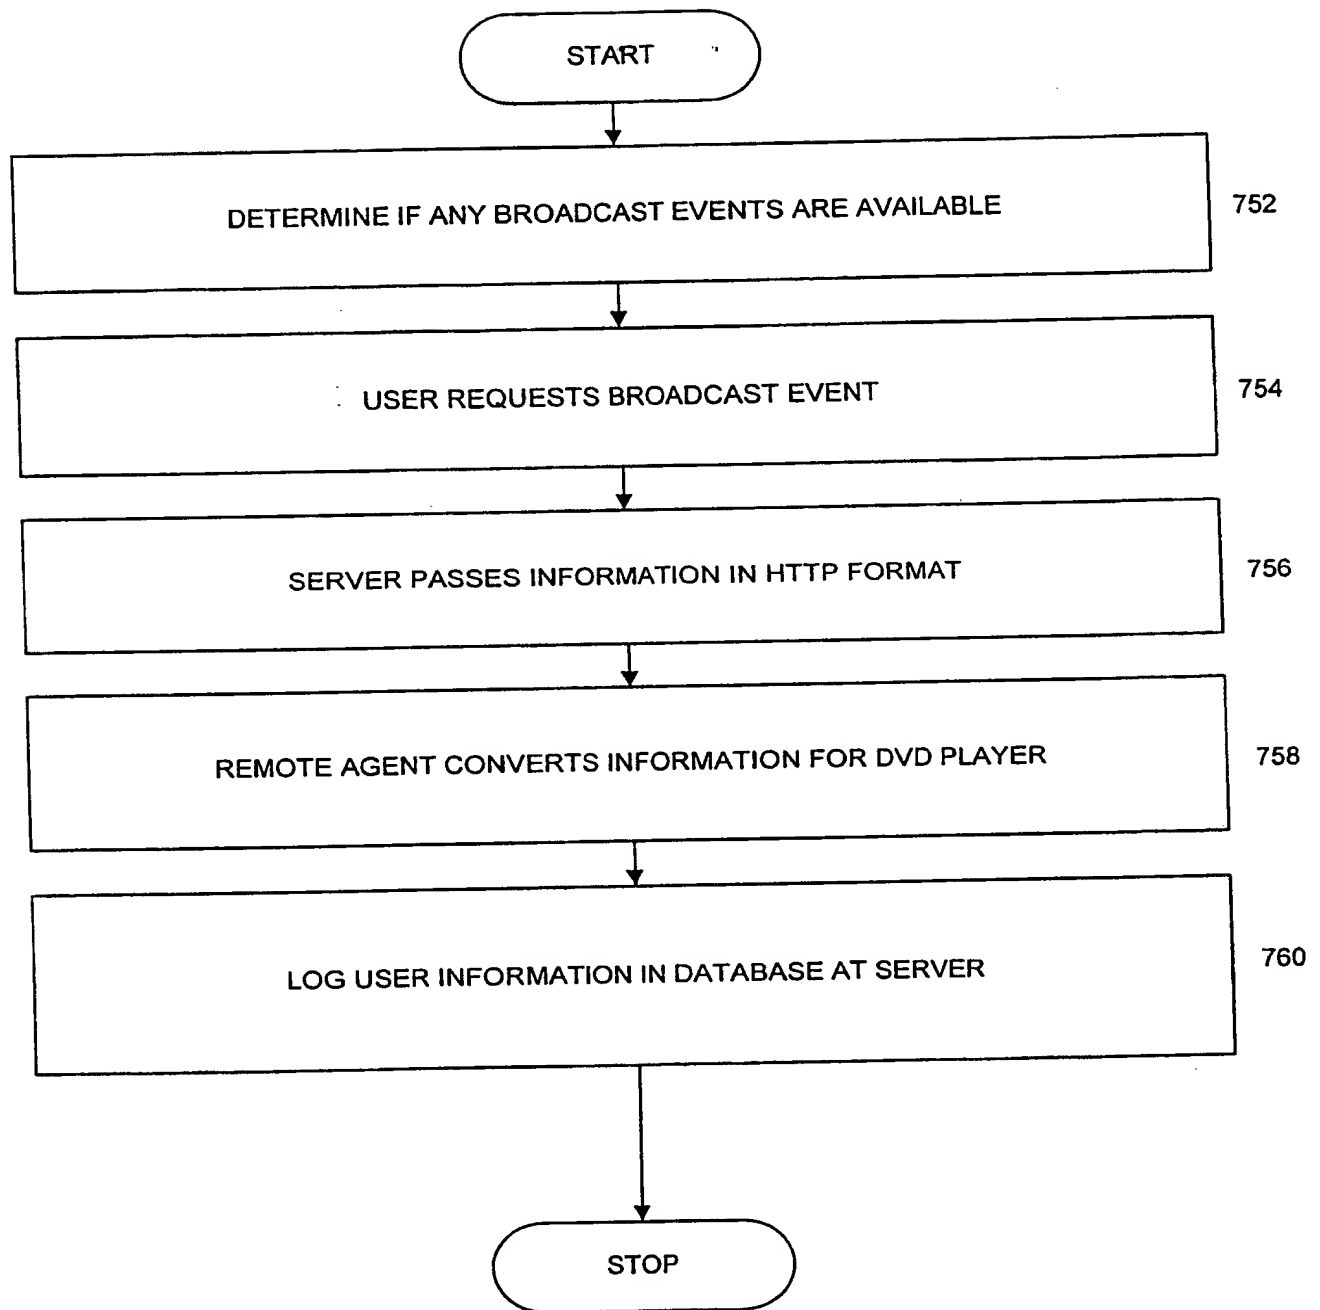 START
DETERMINE IF ANY BROADCAST EVENTS ARE AVAILABLE
752
USER REQUESTS BROADCAST EVENT
754
SERVER PASSES INFORMATION IN HTTP FORMAT
756
REMOTE AGENT CONVERTS INFORMATION FOR DVD PLAYER
758
LOG USER INFORMATION IN DATABASE AT SERVER
760
STOP